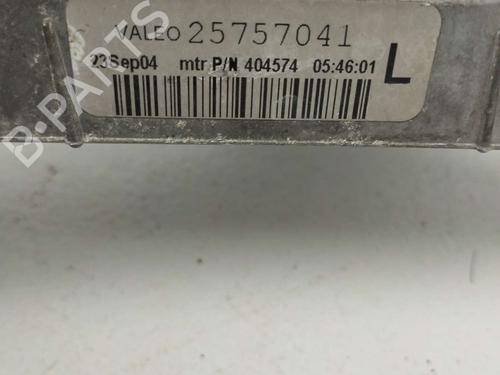 VALEO 25757041
23Sep04 mtr P/N 404574 05:46:01 L
B-PARTS